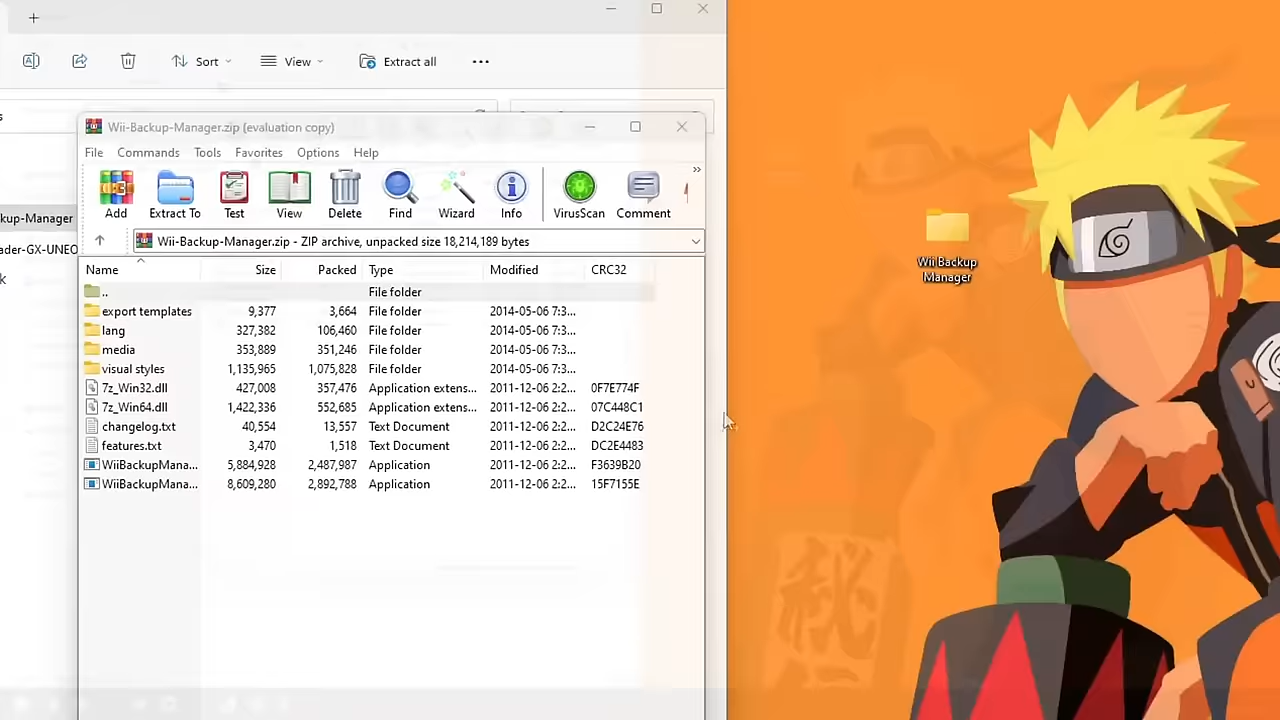 Sort
View
Extract all
s
Wii-Backup-Manager.zip (evaluation copy)
File Commands Tools Favorites Options Help
Add Extract To Test View Delete Find Wizard Info VirusScan Comment
kup-Manager
ader-GX-UNEO
k
Wii-Backup-Manager.zip - ZIP archive, unpacked size 18,214,189 bytes
Name Size Packed Type Modified CRC32
.. File folder
export templates 9,377 3,664 File folder 2014-05-06 7:3...
lang 327,382 106,460 File folder 2014-05-06 7:3...
media 353,889 351,246 File folder 2014-05-06 7:3...
visual styles 1,135,965 1,075,828 File folder 2014-05-06 7:3...
7z_Win32.dll 427,008 357,476 Application extens... 2011-12-06 2:2... 0F7E774F
7z_Win64.dll 1,422,336 552,685 Application extens... 2011-12-06 2:2... 07C448C1
changelog.txt 40,554 13,557 Text Document 2011-12-06 2:2... D2C24E76
features.txt 3,470 1,518 Text Document 2011-12-06 2:2... DC2E4483
WiiBackupMana... 5,884,928 2,487,987 Application 2011-12-06 2:2... F3639B20
WiiBackupMana... 8,609,280 2,892,788 Application 2011-12-06 2:2... 15F7155E
Wii Backup
Manager
秘